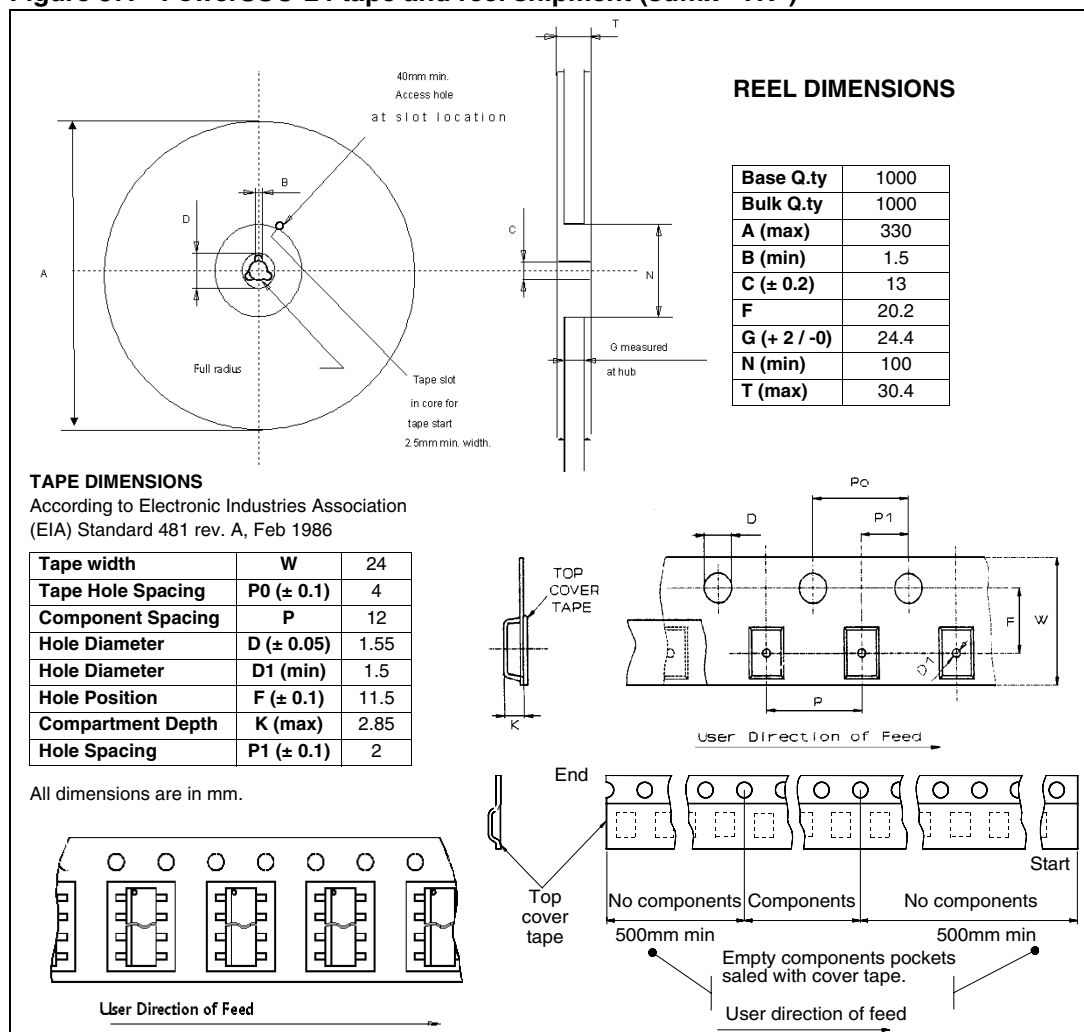 T
40mm min.
Access hole
at slot location
REEL DIMENSIONS
B
D
C
A
N
Base Q.ty 1000
Bulk Q.ty 1000
A (max) 330
B (min) 1.5
C (± 0.2) 13
F 20.2
G (+ 2 / -0) 24.4
N (min) 100
T (max) 30.4
G measured
at hub
Full radius
Tape slot
in core for
tape start
2.5mm min. width.
TAPE DIMENSIONS
According to Electronic Industries Association
(EIA) Standard 481 rev. A, Feb 1986
Tape width W 24
Tape Hole Spacing P0 (± 0.1) 4
Component Spacing P 12
Hole Diameter D (± 0.05) 1.55
Hole Diameter D1 (min) 1.5
Hole Position F (± 0.1) 11.5
Compartment Depth K (max) 2.85
Hole Spacing P1 (± 0.1) 2
All dimensions are in mm.
Po
D
P1
TOP
COVER
TAPE
F
W
D1
P
K
User Direction of Feed
End
Start
Top
cover
tape
No components
Components
No components
500mm min
500mm min
Empty components pockets
saled with cover tape.
User direction of feed
User Direction of Feed